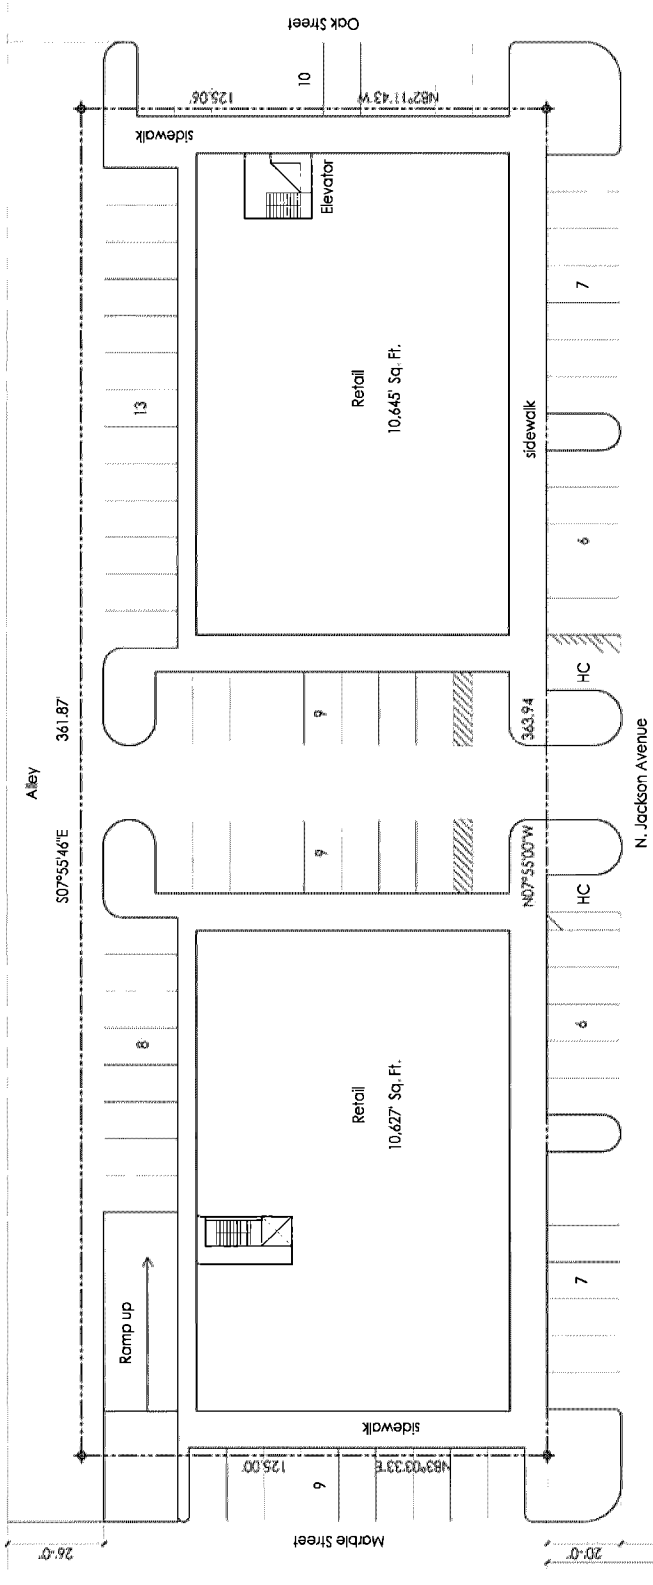 Oak Street
10
N82°11'43"W
125.06'
sidewalk
Elevator
7
13
Retail
10,645' Sq. Ft.
sidewalk
6
HC
361.87'
9
363.94
Alley
N. Jackson Avenue
S07°55'46"E
9
N07°55'00"W
HC
8
6
Retail
10,627' Sq. Ft.
Ramp up
7
sidewalk
125.00'
N83°03'33"E
9
Marble Street
26'-0"
20'-0"